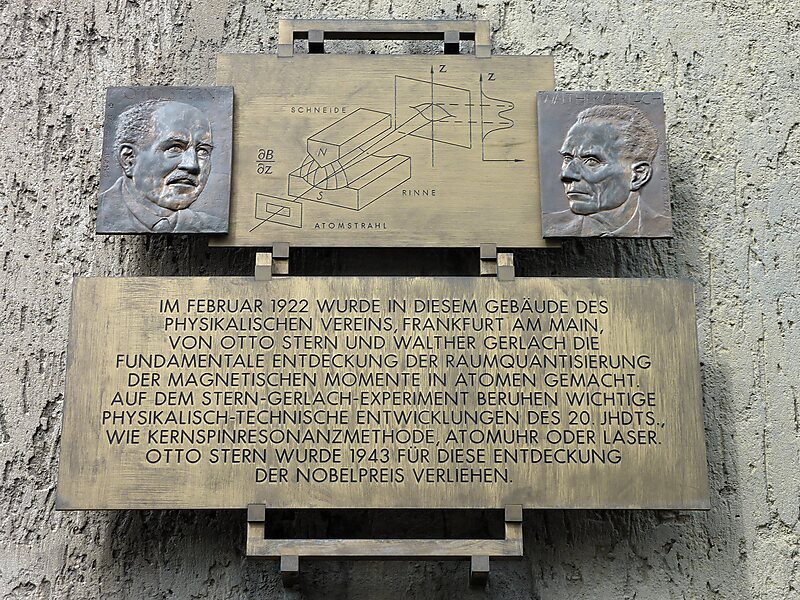 Z
Z
SCHNEIDE
N
∂B
∂Z
S
RINNE
ATOMSTRAHL
IM FEBRUAR 1922 WURDE IN DIESEM GEBÄUDE DES
PHYSIKALISCHEN VEREINS, FRANKFURT AM MAIN,
VON OTTO STERN UND WALTHER GERLACH DIE
FUNDAMENTALE ENTDECKUNG DER RAUMQUANTISIERUNG
DER MAGNETISCHEN MOMENTE IN ATOMEN GEMACHT.
AUF DEM STERN-GERLACH-EXPERIMENT BERUHEN WICHTIGE
PHYSIKALISCH-TECHNISCHE ENTWICKLUNGEN DES 20. JHDTS.,
WIE KERNSPINRESONANZMETHODE, ATOMUHR ODER LASER.
OTTO STERN WURDE 1943 FÜR DIESE ENTDECKUNG
DER NOBELPREIS VERLIEHEN.